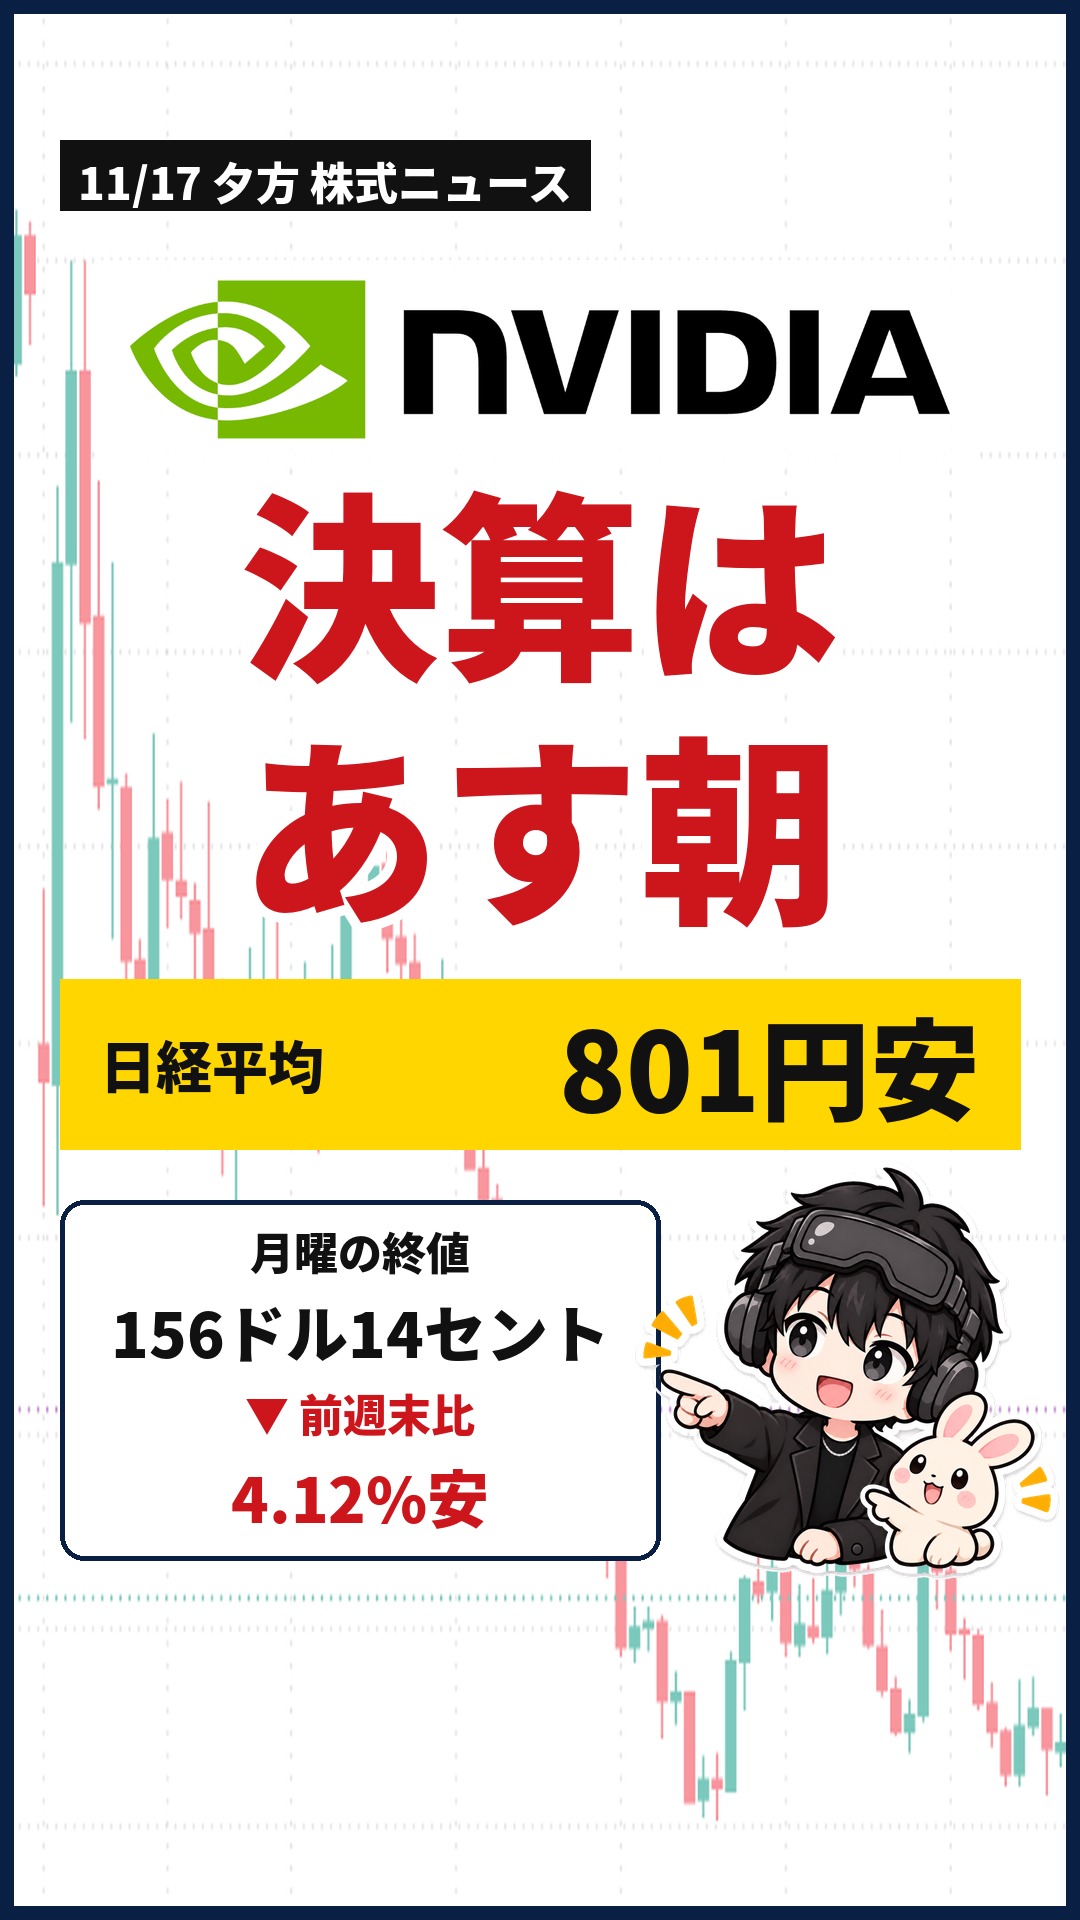 11/17 夕方 株式ニュース
NVIDIA
決算は
あす朝
日経平均 801円安
月曜の終値
156ドル14セント
▼ 前週末比
4.12%安